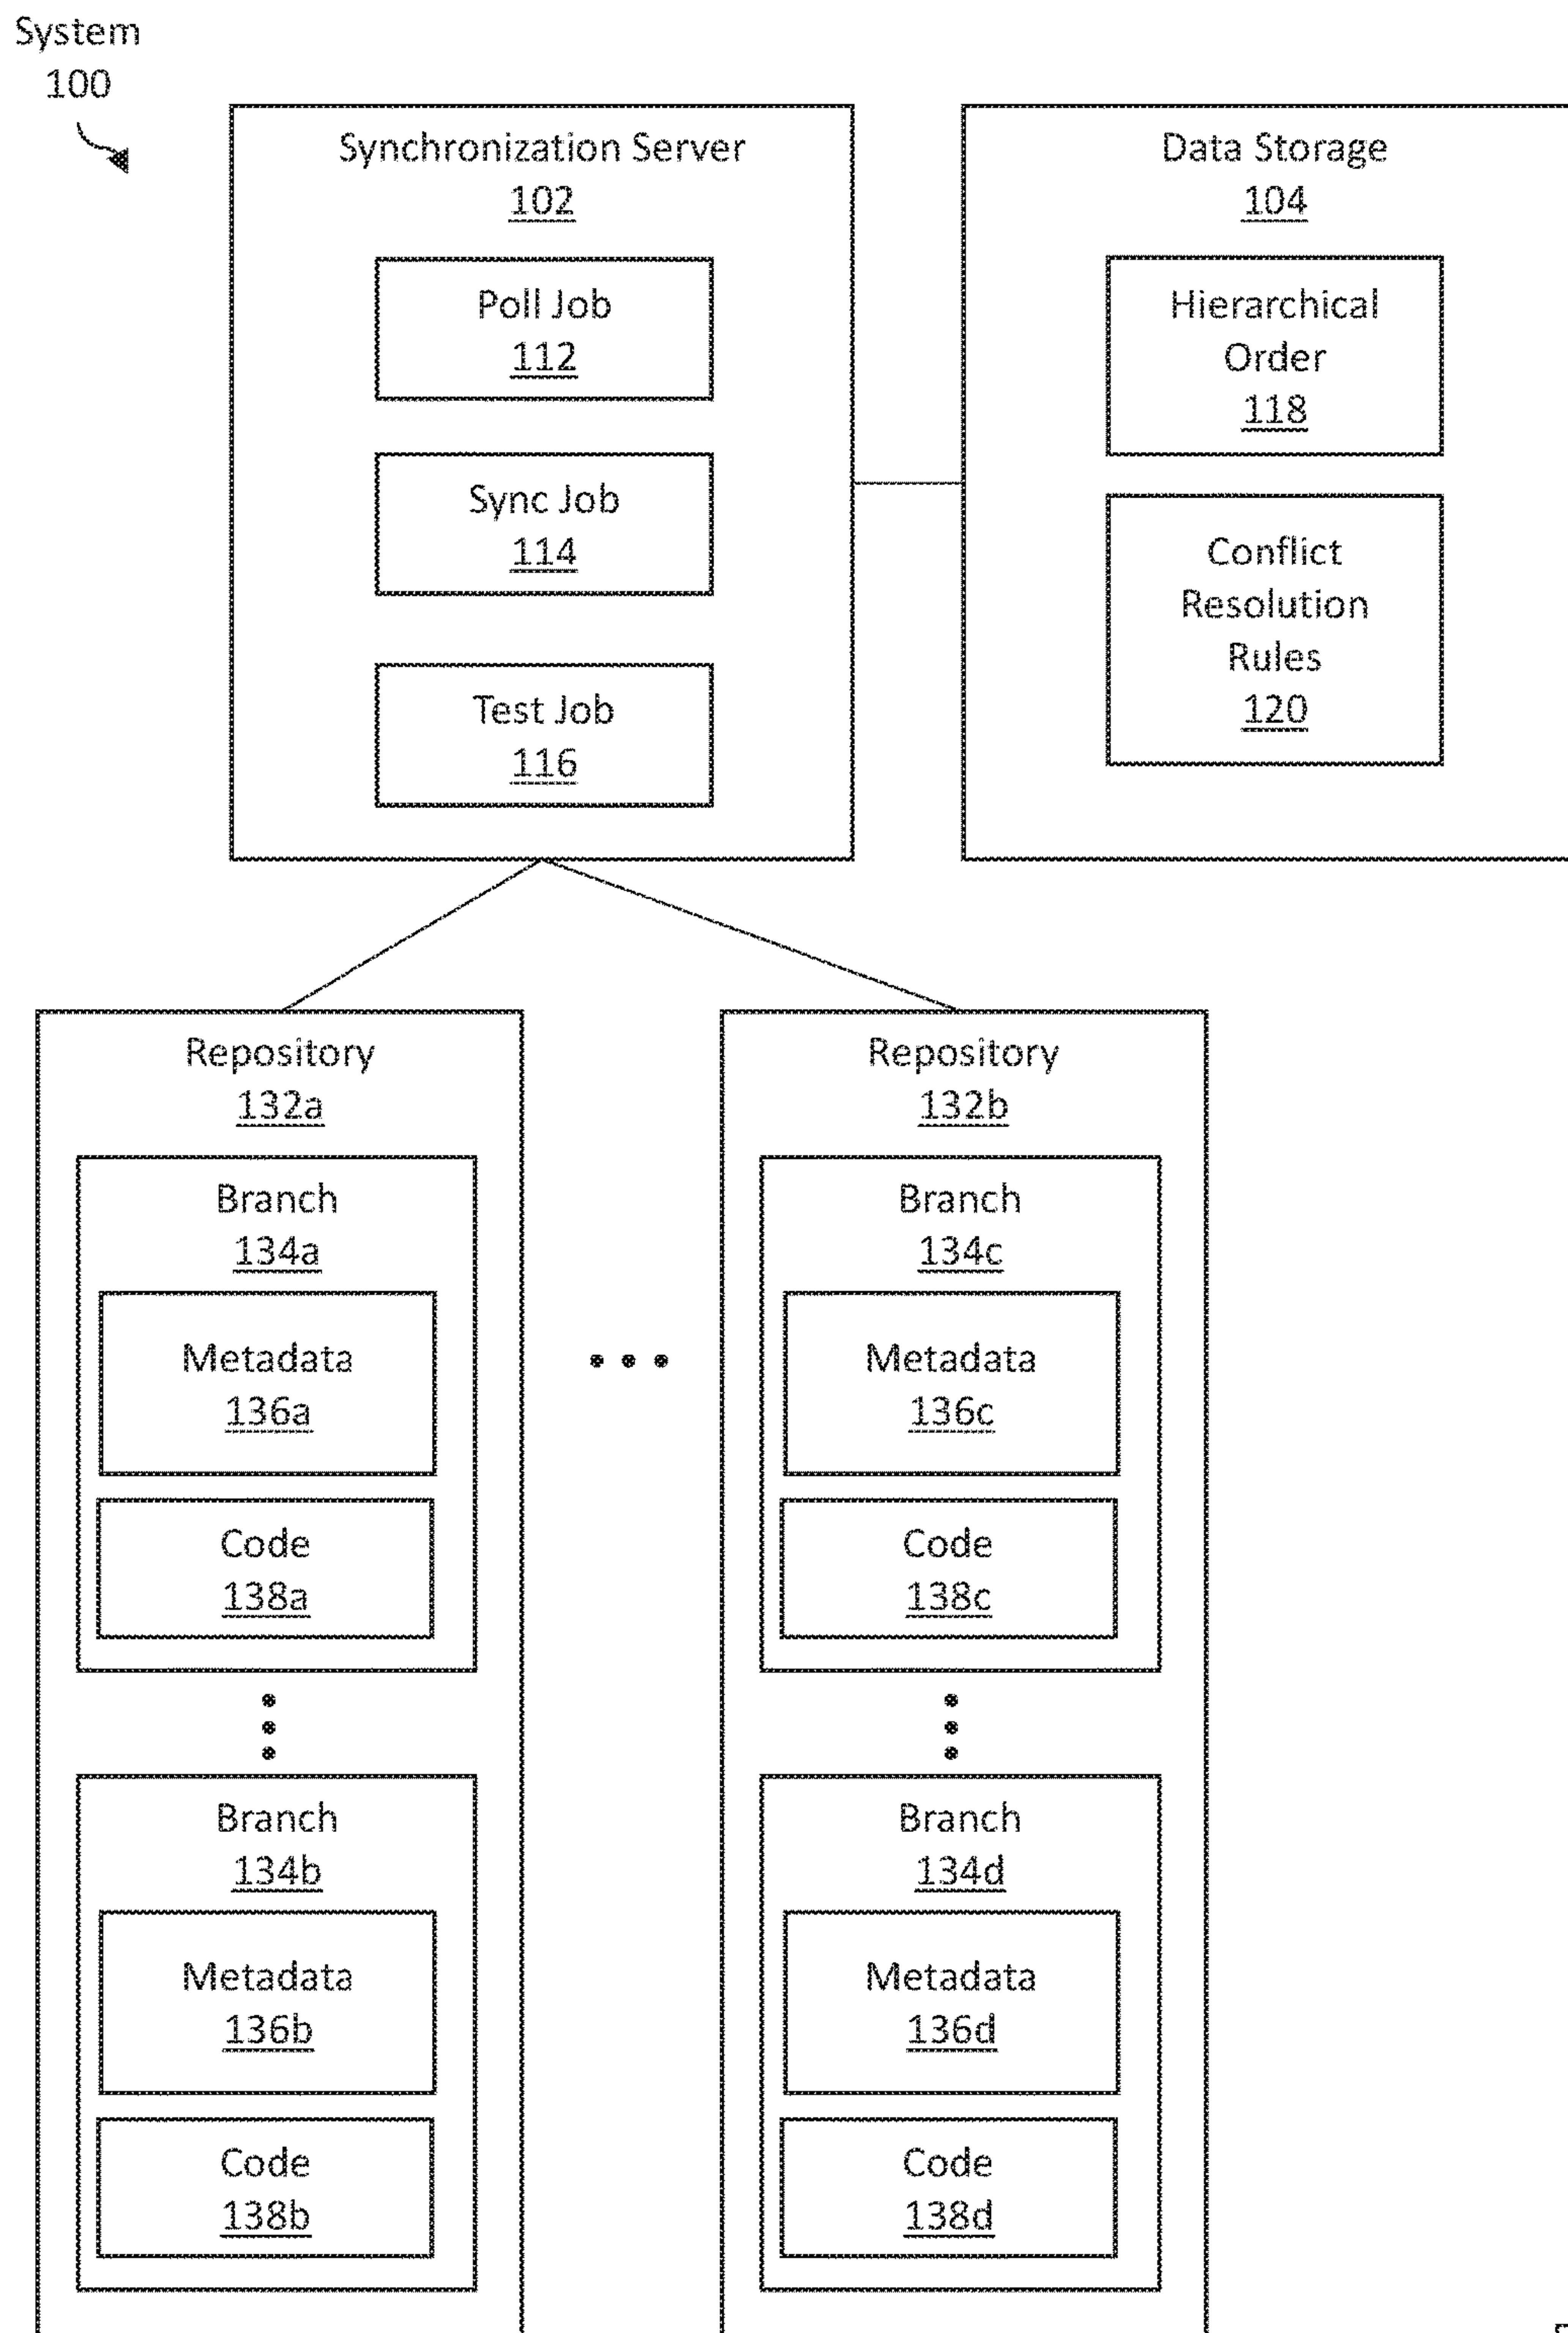 System
100
Synchronization Server
102
Poll Job
112
Sync Job
114
Test Job
116
Data Storage
104
Hierarchical
Order
118
Conflict
Resolution
Rules
120
Repository
132a
Branch
134a
Metadata
136a
Code
138a
Branch
134b
Metadata
136b
Code
138b
Repository
132b
Branch
134c
Metadata
136c
Code
138c
Branch
134d
Metadata
136d
Code
138d